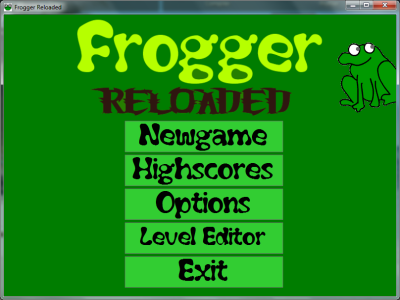 Frogger Reloaded
Frogger
RELOADED
Newgame
Highscores
Options
Level Editor
Exit